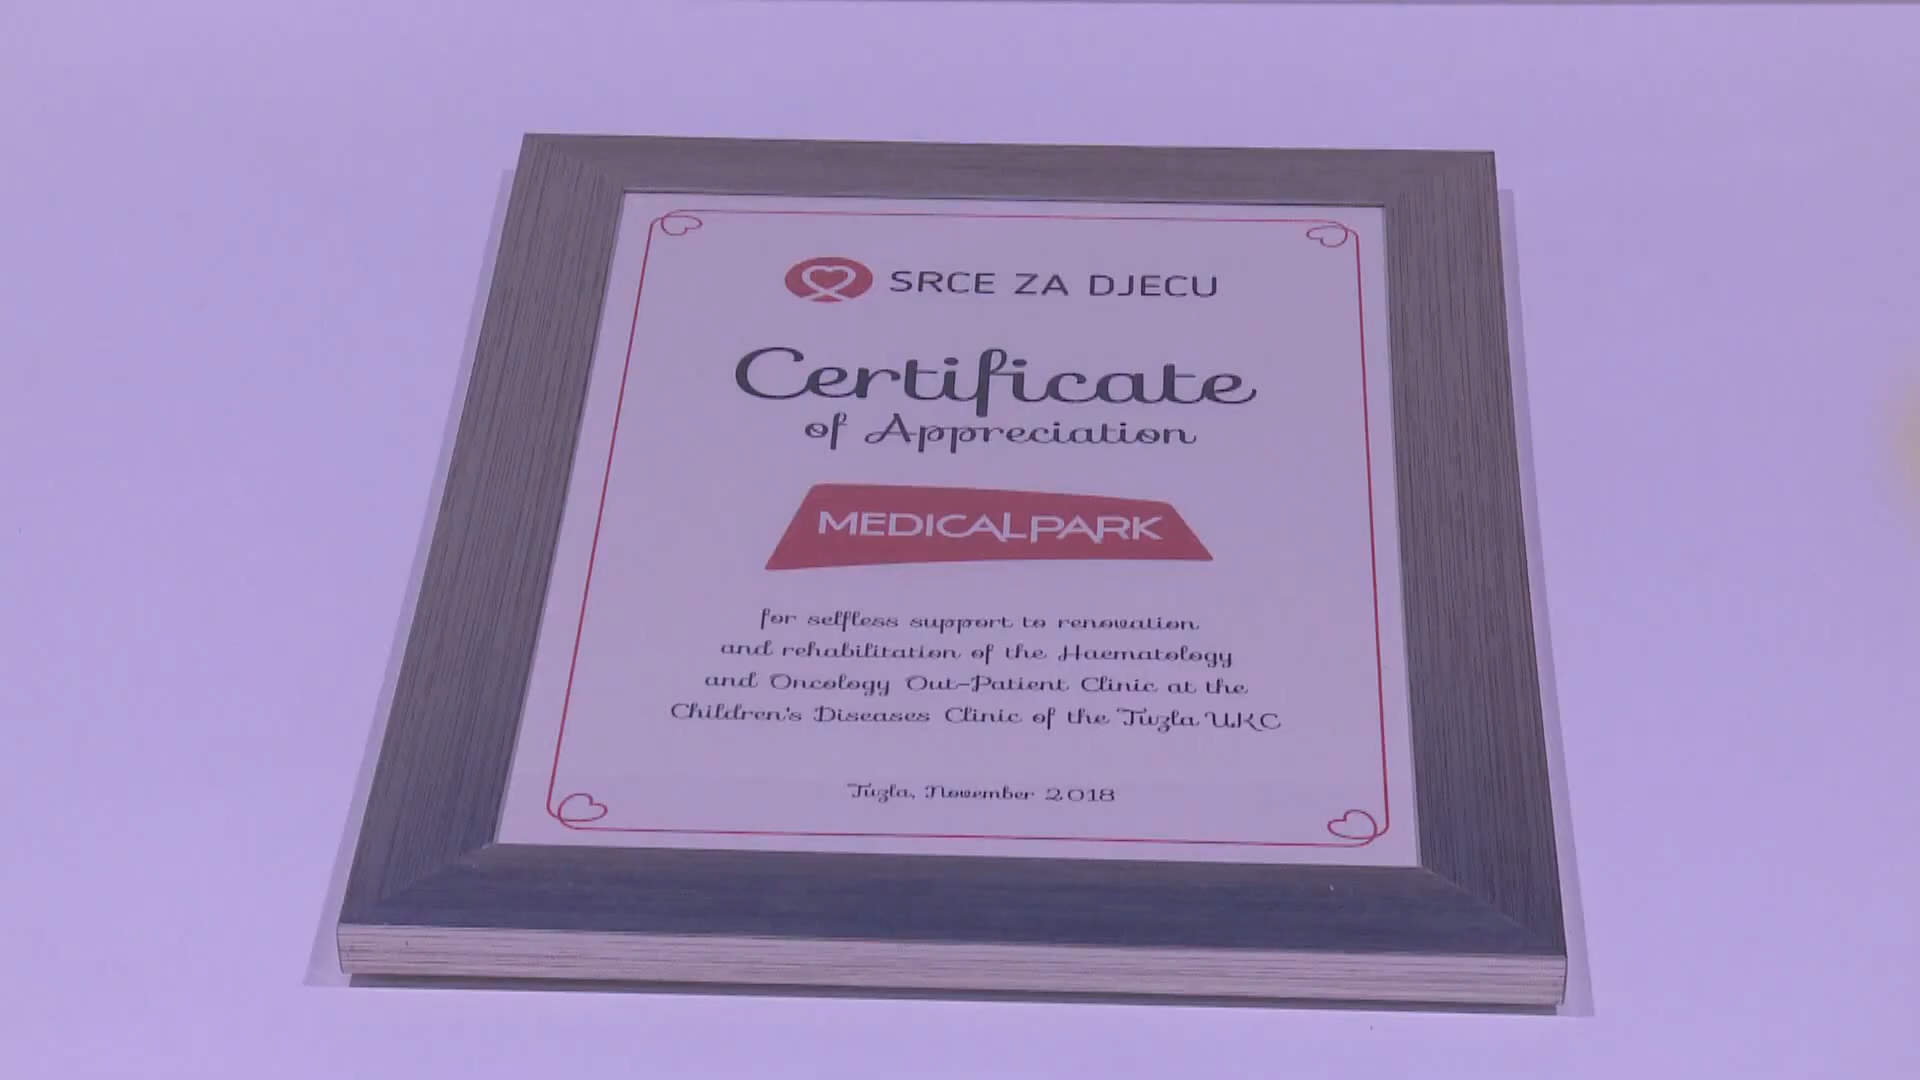 SRCE ZA DJECU
Certificate
of Appreciation
MEDICALPARK
for selfless support to renovation
and rehabilitation of the Haematology
and Oncology Out-Patient Clinic at the
Children's Diseases Clinic of the Tuzla UKC
Tuzla, November 2018